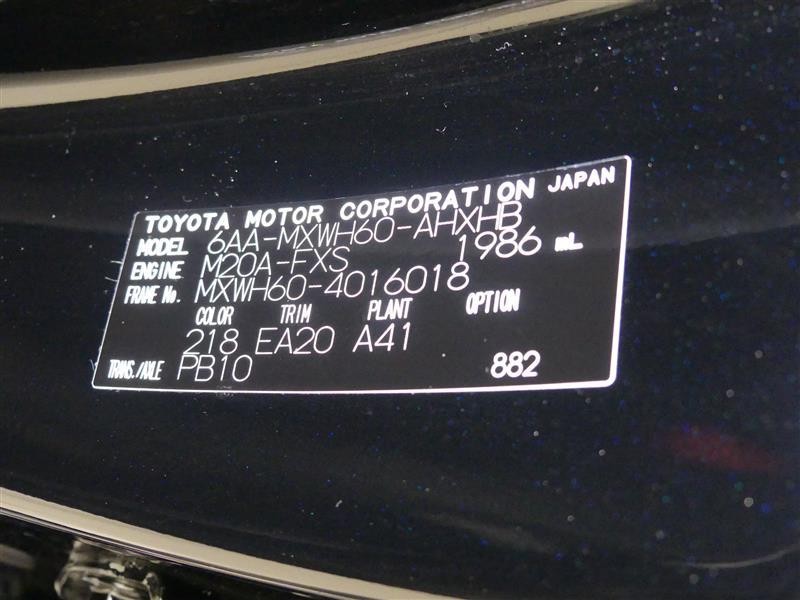 TOYOTA MOTOR CORPORATION JAPAN
MODEL 6AA-MXWH60-AHXHB
ENGINE M20A-FXS 1986 mL
FRAME No. MXWH60-4016018
COLOR TRIM PLANT OPTION
218 EA20 A41
TRANS./AXLE PB10 882